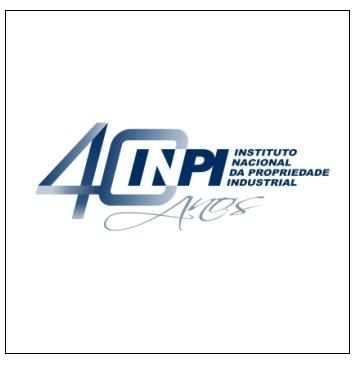 40 INPI
INSTITUTO
NACIONAL
DA PROPRIEDADE
INDUSTRIAL
Anos